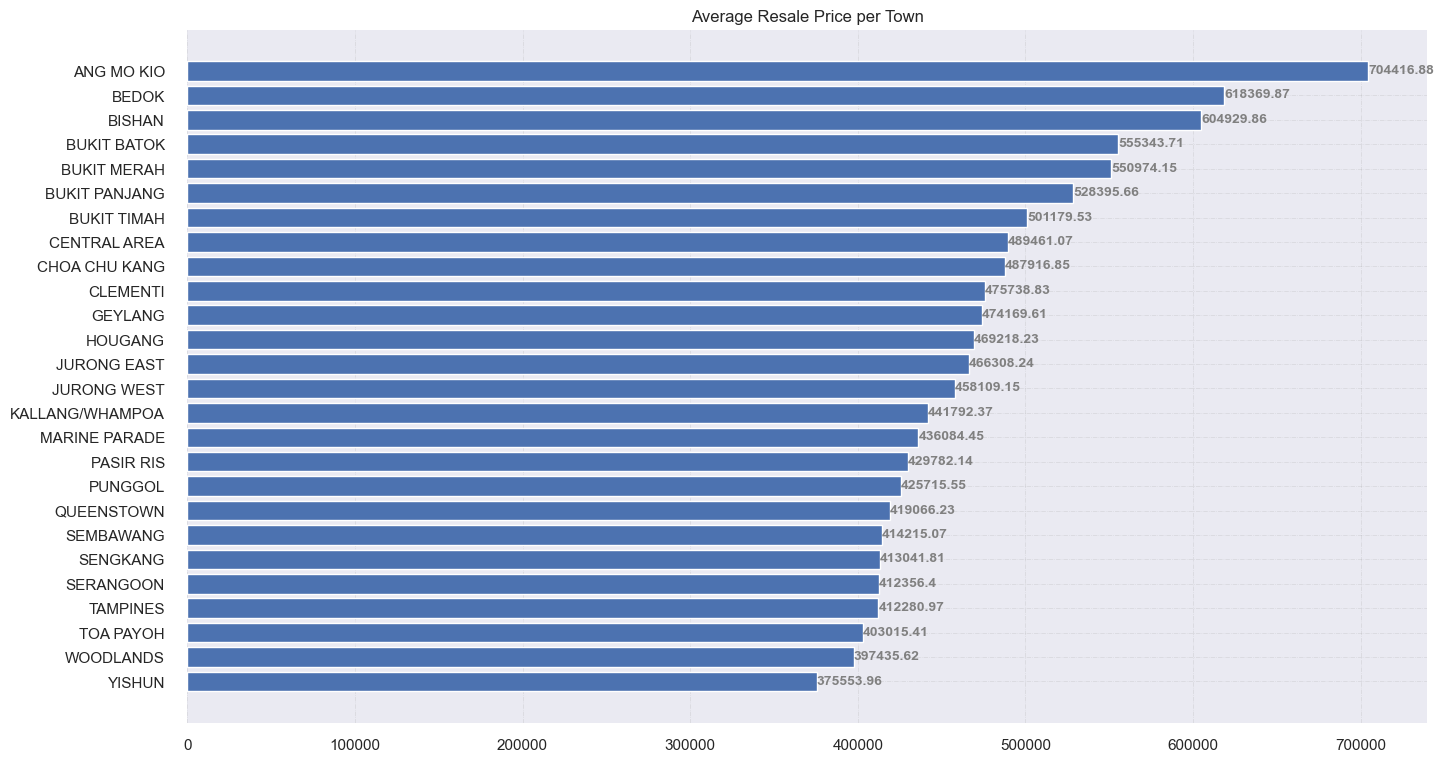 Average Resale Price per Town
ANG MO KIO 704416.88
BEDOK 618369.87
BISHAN 604929.86
BUKIT BATOK 555343.71
BUKIT MERAH 550974.15
BUKIT PANJANG 528395.66
BUKIT TIMAH 501179.53
CENTRAL AREA 489461.07
CHOA CHU KANG 487916.85
CLEMENTI 475738.83
GEYLANG 474169.61
HOUGANG 469218.23
JURONG EAST 466308.24
JURONG WEST 458109.15
KALLANG/WHAMPOA 441792.37
MARINE PARADE 436084.45
PASIR RIS 429782.14
PUNGGOL 425715.55
QUEENSTOWN 419066.23
SEMBAWANG 414215.07
SENGKANG 413041.81
SERANGOON 412356.4
TAMPINES 412280.97
TOA PAYOH 403015.41
WOODLANDS 397435.62
YISHUN 375553.96
0 100000 200000 300000 400000 500000 600000 700000